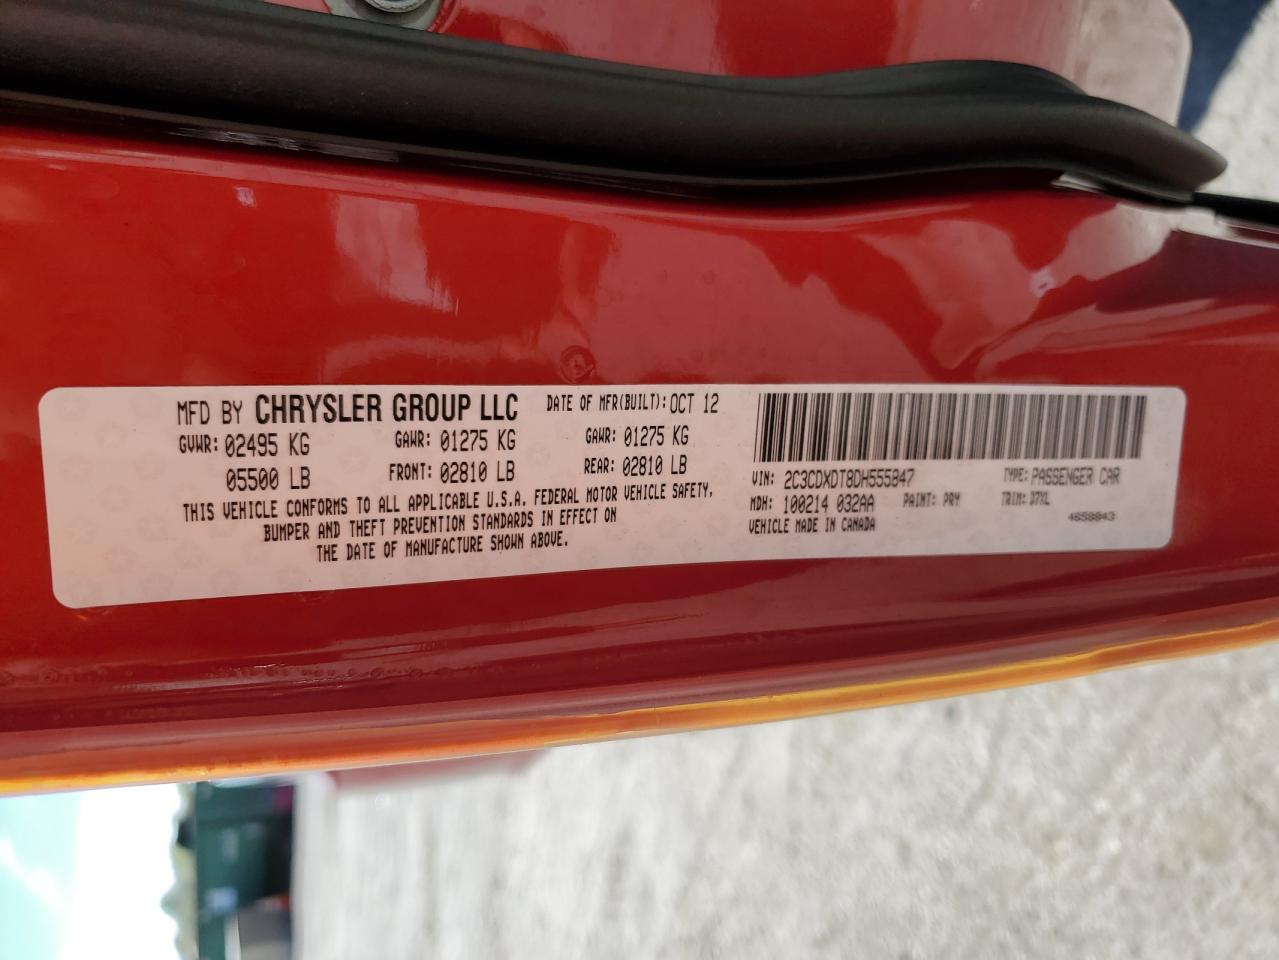 MFD BY CHRYSLER GROUP LLC DATE OF MFR(BUILT): OCT 12
GVWR: 02495 KG GAWR: 01275 KG GAWR: 01275 KG
05500 LB FRONT: 02810 LB REAR: 02810 LB
THIS VEHICLE CONFORMS TO ALL APPLICABLE U.S.A. FEDERAL MOTOR VEHICLE SAFETY,
BUMPER AND THEFT PREVENTION STANDARDS IN EFFECT ON
THE DATE OF MANUFACTURE SHOWN ABOVE.
VIN: 2C3CDXDT8DH555847 TYPE: PASSENGER CAR
MDH: 100214 032AA PAINT: PRY TRIM: D7XL
VEHICLE MADE IN CANADA 4658843